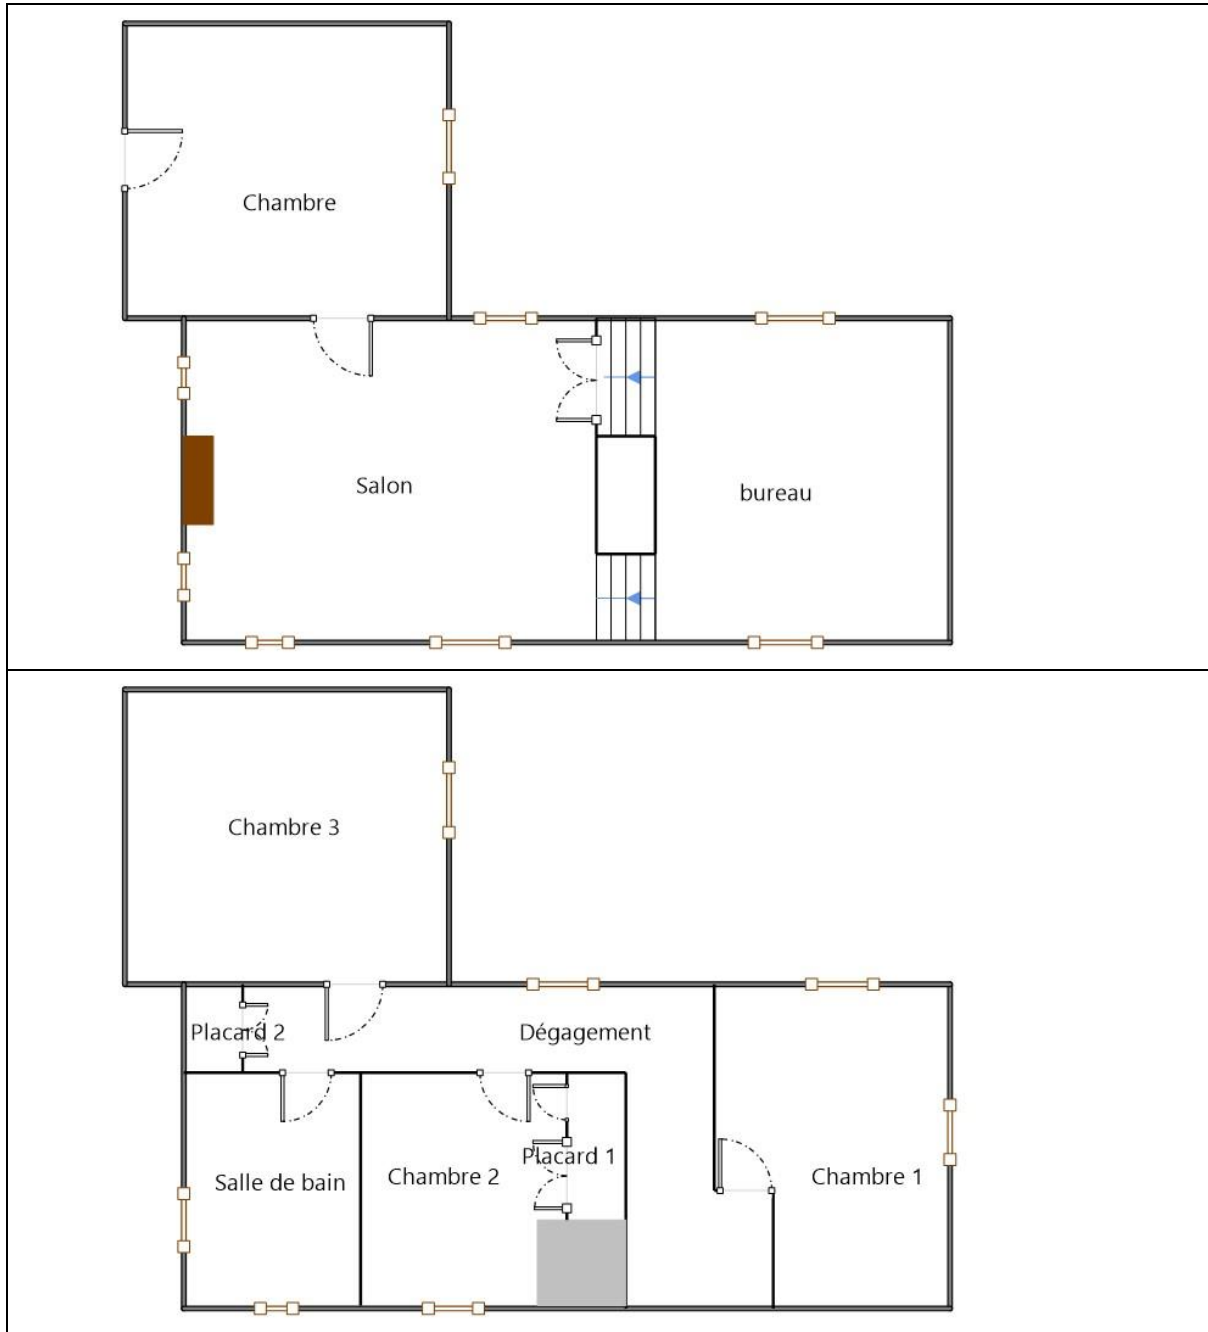 Chambre
Salon
bureau
Chambre 3
Placard 2
Dégagement
Placard 1
Salle de bain
Chambre 2
Chambre 1